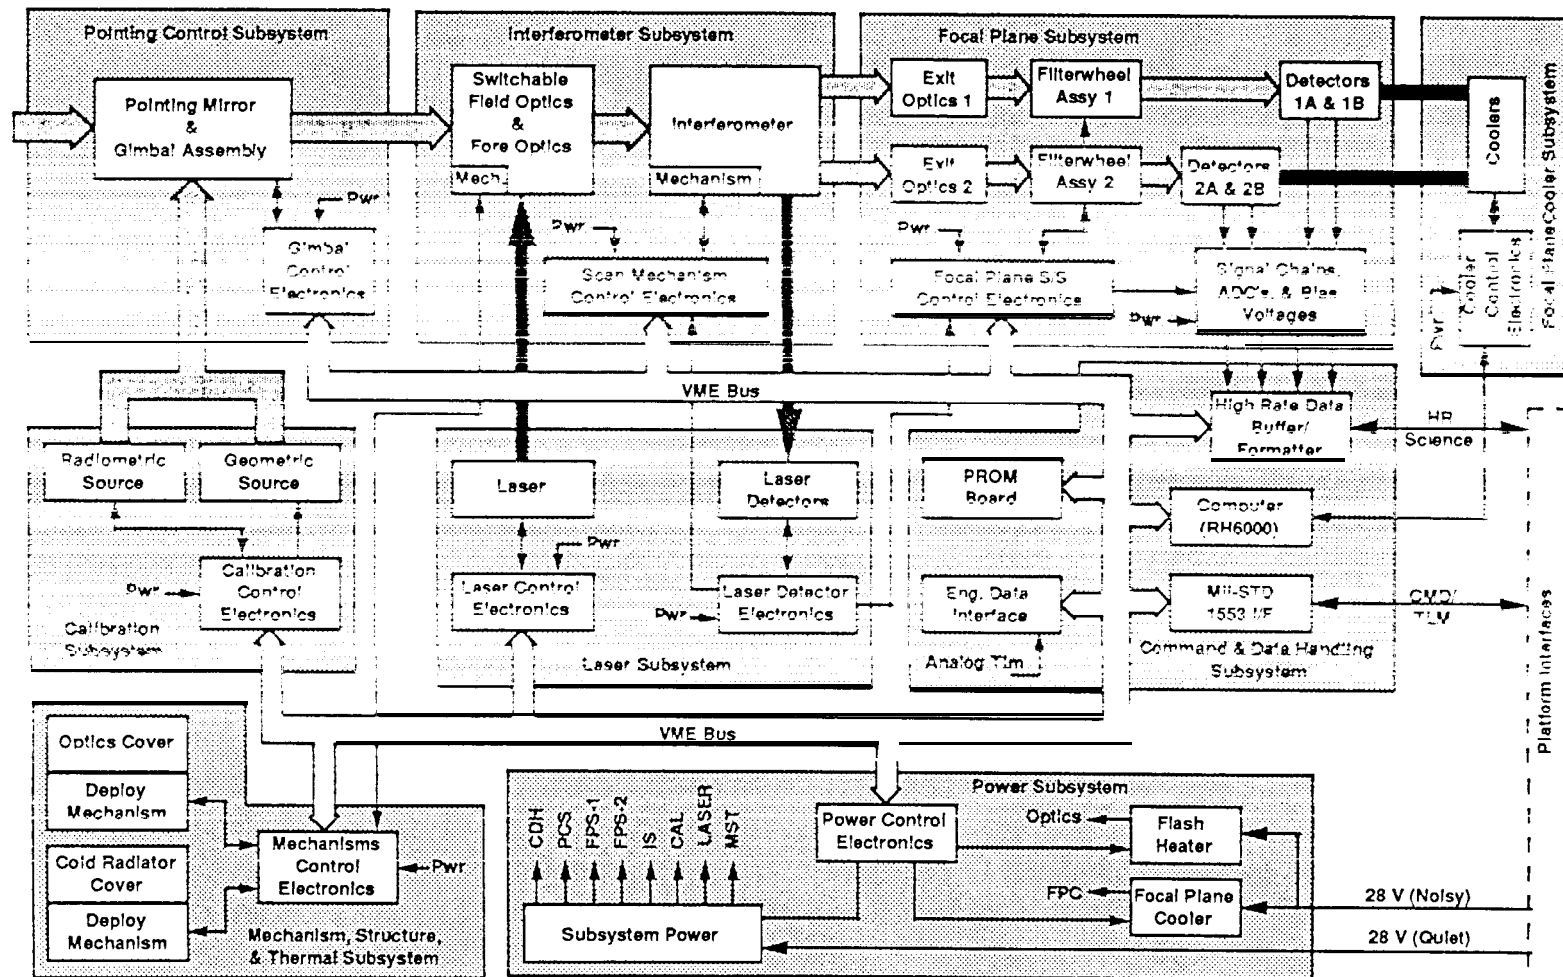 Pointing Control Subsystem
Pointing Mirror
&
Gimbal Assembly
Pwr
Gimbal
Control
Electronics
Interferometer Subsystem
Switchable
Field Optics
&
Fore Optics
Mech.
Interferometer
Mechanism
Pwr
Scan Mechanism
Control Electronics
Focal Plane Subsystem
Exit
Optics 1
Filterwheel
Assy 1
Detectors
1A & 1B
Exit
Optics 2
Filterwheel
Assy 2
Detectors
2A & 2B
Pwr
Focal Plane S/S
Control Electronics
Signal Chains,
ADC's, & Bias
Voltages
Pwr
Coolers
Cooler
Control
Electronics
Pwr
Focal Plane Cooler Subsystem
VME Bus
Radiometric
Source
Geometric
Source
Pwr
Calibration
Control
Electronics
Calibration
Subsystem
Laser
Pwr
Laser Control
Electronics
Laser
Detectors
Pwr
Laser Detector
Electronics
Laser Subsystem
High Rate Data
Buffer/
Formatter
HR
Science
PROM
Board
Computer
(RH6000)
Eng. Data
Interface
Mil-STD
1553 I/F
CMD/
TLM
Analog Tlm
Command & Data Handling
Subsystem
Platform Interfaces
VME Bus
Optics Cover
Deploy
Mechanism
Cold Radiator
Cover
Deploy
Mechanism
Mechanisms
Control
Electronics
Pwr
Mechanism, Structure,
& Thermal Subsystem
Power Subsystem
CDH
PCS
FPS-1
FPS-2
IS
CAL
LASER
MST
Power Control
Electronics
Optics
Flash
Heater
FPC
Focal Plane
Cooler
Subsystem Power
28 V (Noisy)
28 V (Quiet)